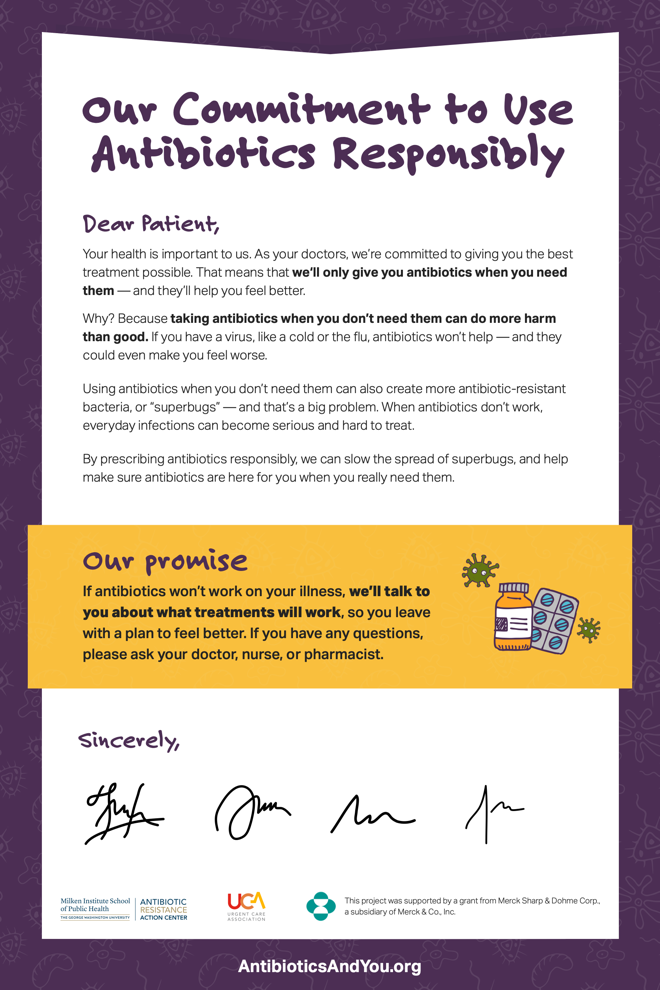 Our Commitment to Use
Antibiotics Responsibly
Dear Patient,
Your health is important to us. As your doctors, we’re committed to giving you the best
treatment possible. That means that we’ll only give you antibiotics when you need
them — and they’ll help you feel better.
Why? Because taking antibiotics when you don’t need them can do more harm
than good. If you have a virus, like a cold or the flu, antibiotics won’t help — and they
could even make you feel worse.
Using antibiotics when you don’t need them can also create more antibiotic-resistant
bacteria, or “superbugs” — and that’s a big problem. When antibiotics don’t work,
everyday infections can become serious and hard to treat.
By prescribing antibiotics responsibly, we can slow the spread of superbugs, and help
make sure antibiotics are here for you when you really need them.
Our promise
If antibiotics won’t work on your illness, we’ll talk to
you about what treatments will work, so you leave
with a plan to feel better. If you have any questions,
please ask your doctor, nurse, or pharmacist.
Sincerely,
Milken Institute School
of Public Health
THE GEORGE WASHINGTON UNIVERSITY
ANTIBIOTIC
RESISTANCE
ACTION CENTER
UCA
URGENT CARE
ASSOCIATION
This project was supported by a grant from Merck Sharp & Dohme Corp.,
a subsidiary of Merck & Co., Inc.
AntibioticsAndYou.org